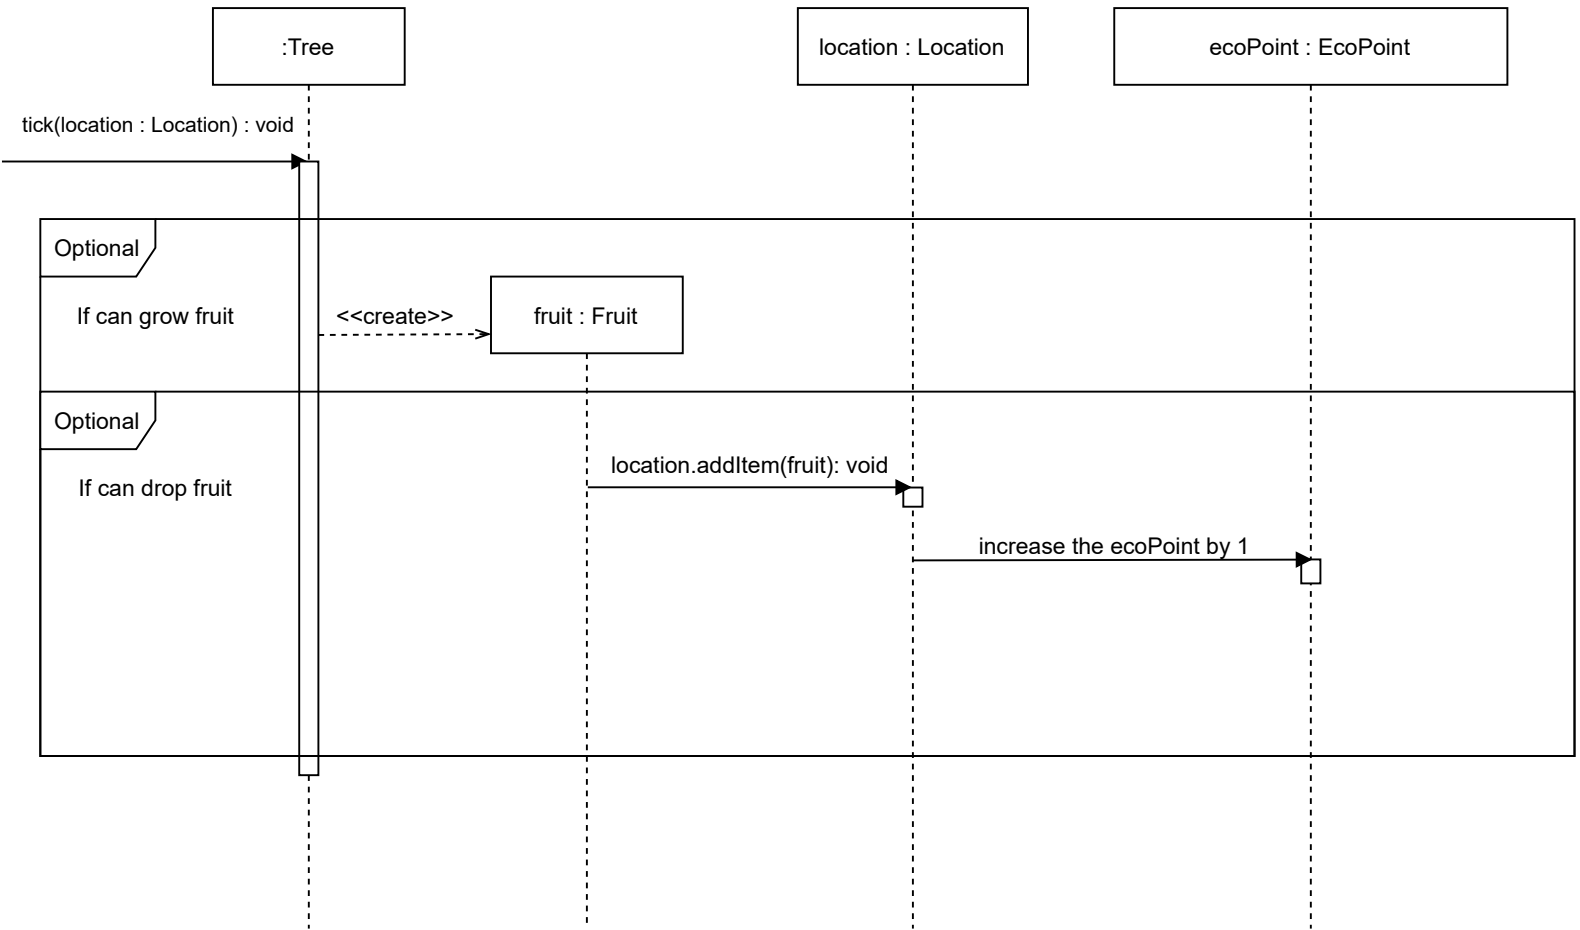 :Tree
location : Location
ecoPoint : EcoPoint
tick(location : Location) : void
Optional
If can grow fruit
<<create>>
fruit : Fruit
Optional
location.addItem(fruit): void
If can drop fruit
increase the ecoPoint by 1